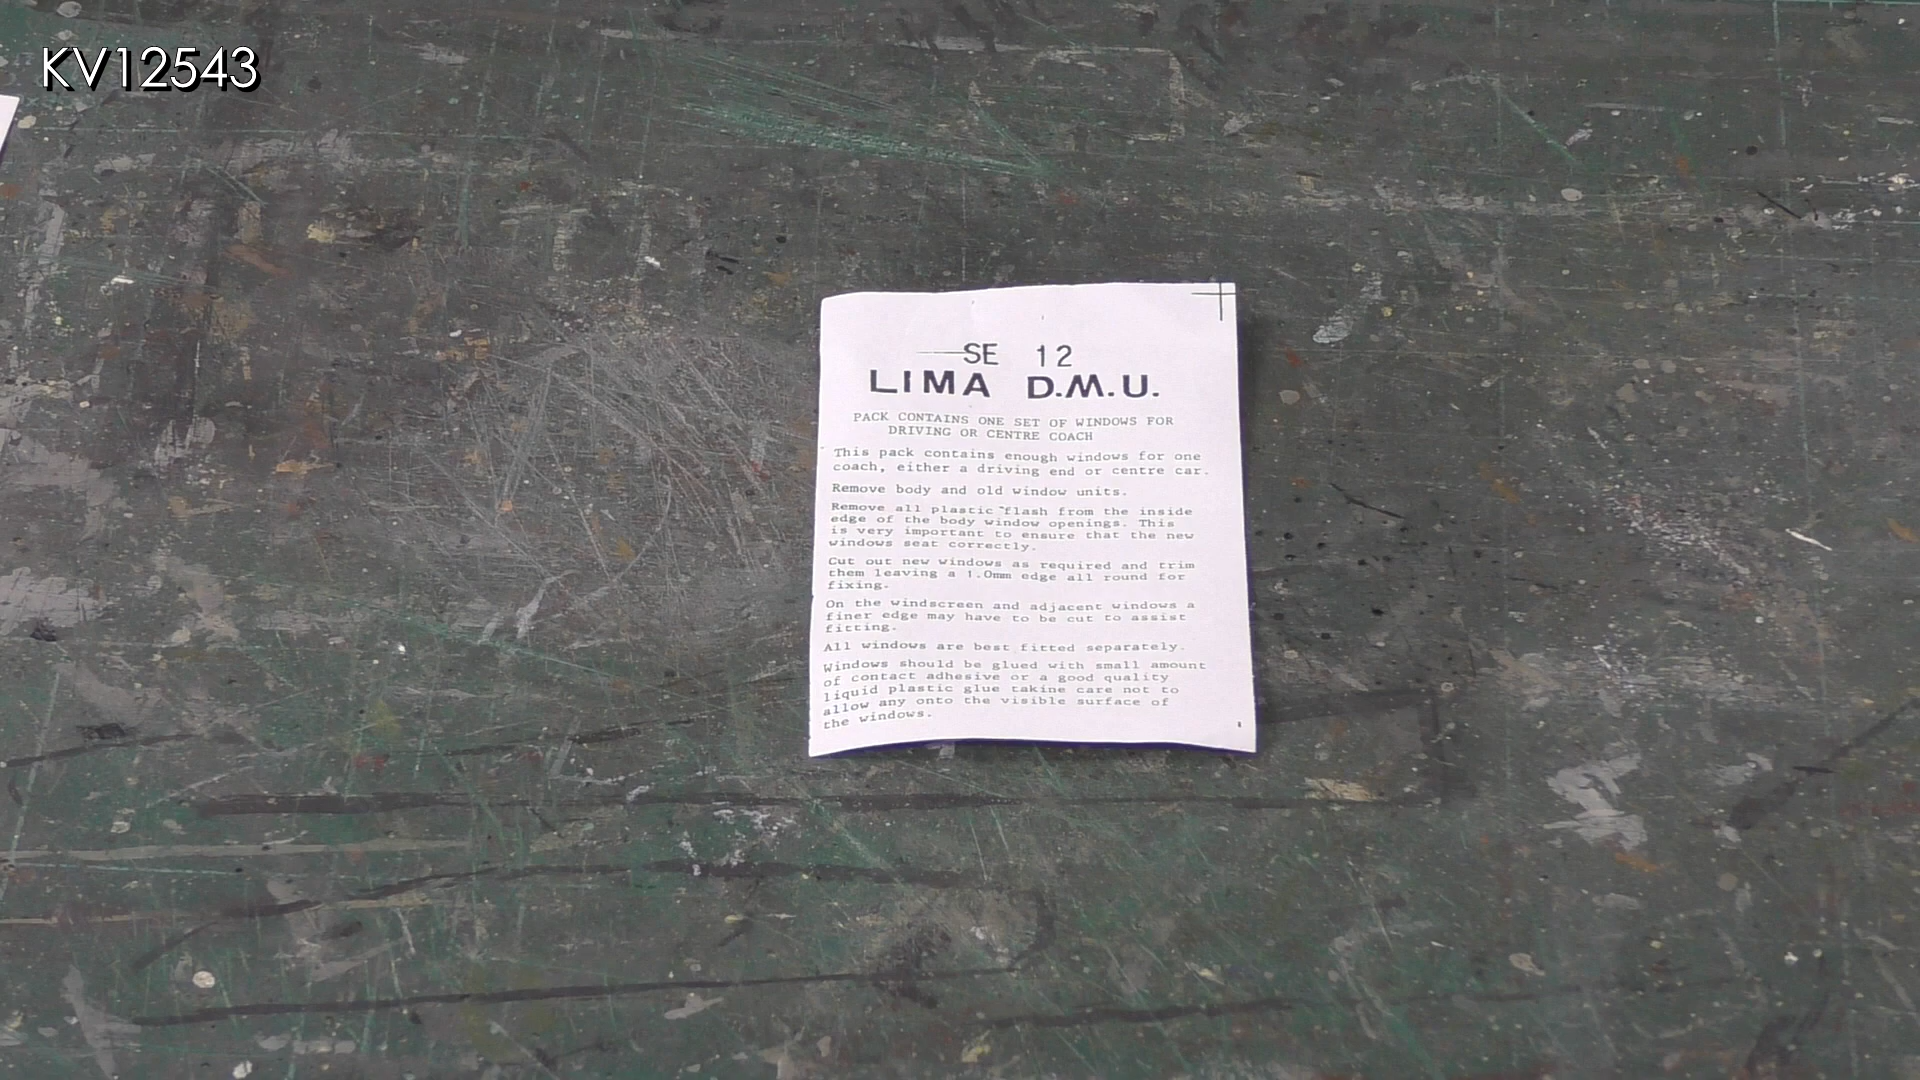 KV12543
SE 12
LIMA D.M.U.
PACK CONTAINS ONE SET OF WINDOWS FOR
DRIVING OR CENTRE COACH
This pack contains enough windows for one
coach, either a driving end or centre car.
Remove body and old window units.
Remove all plastic flash from the inside
edge of the body window openings. This
is very important to ensure that the new
windows seat correctly.
Cut out new windows as required and trim
them leaving a 1.0mm edge all round for
fixing.
On the windscreen and adjacent windows a
finer edge may have to be cut to assist
fitting.
All windows are best fitted separately.
Windows should be glued with small amount
of contact adhesive or a good quality
liquid plastic glue takine care not to
allow any onto the visible surface of
the windows.